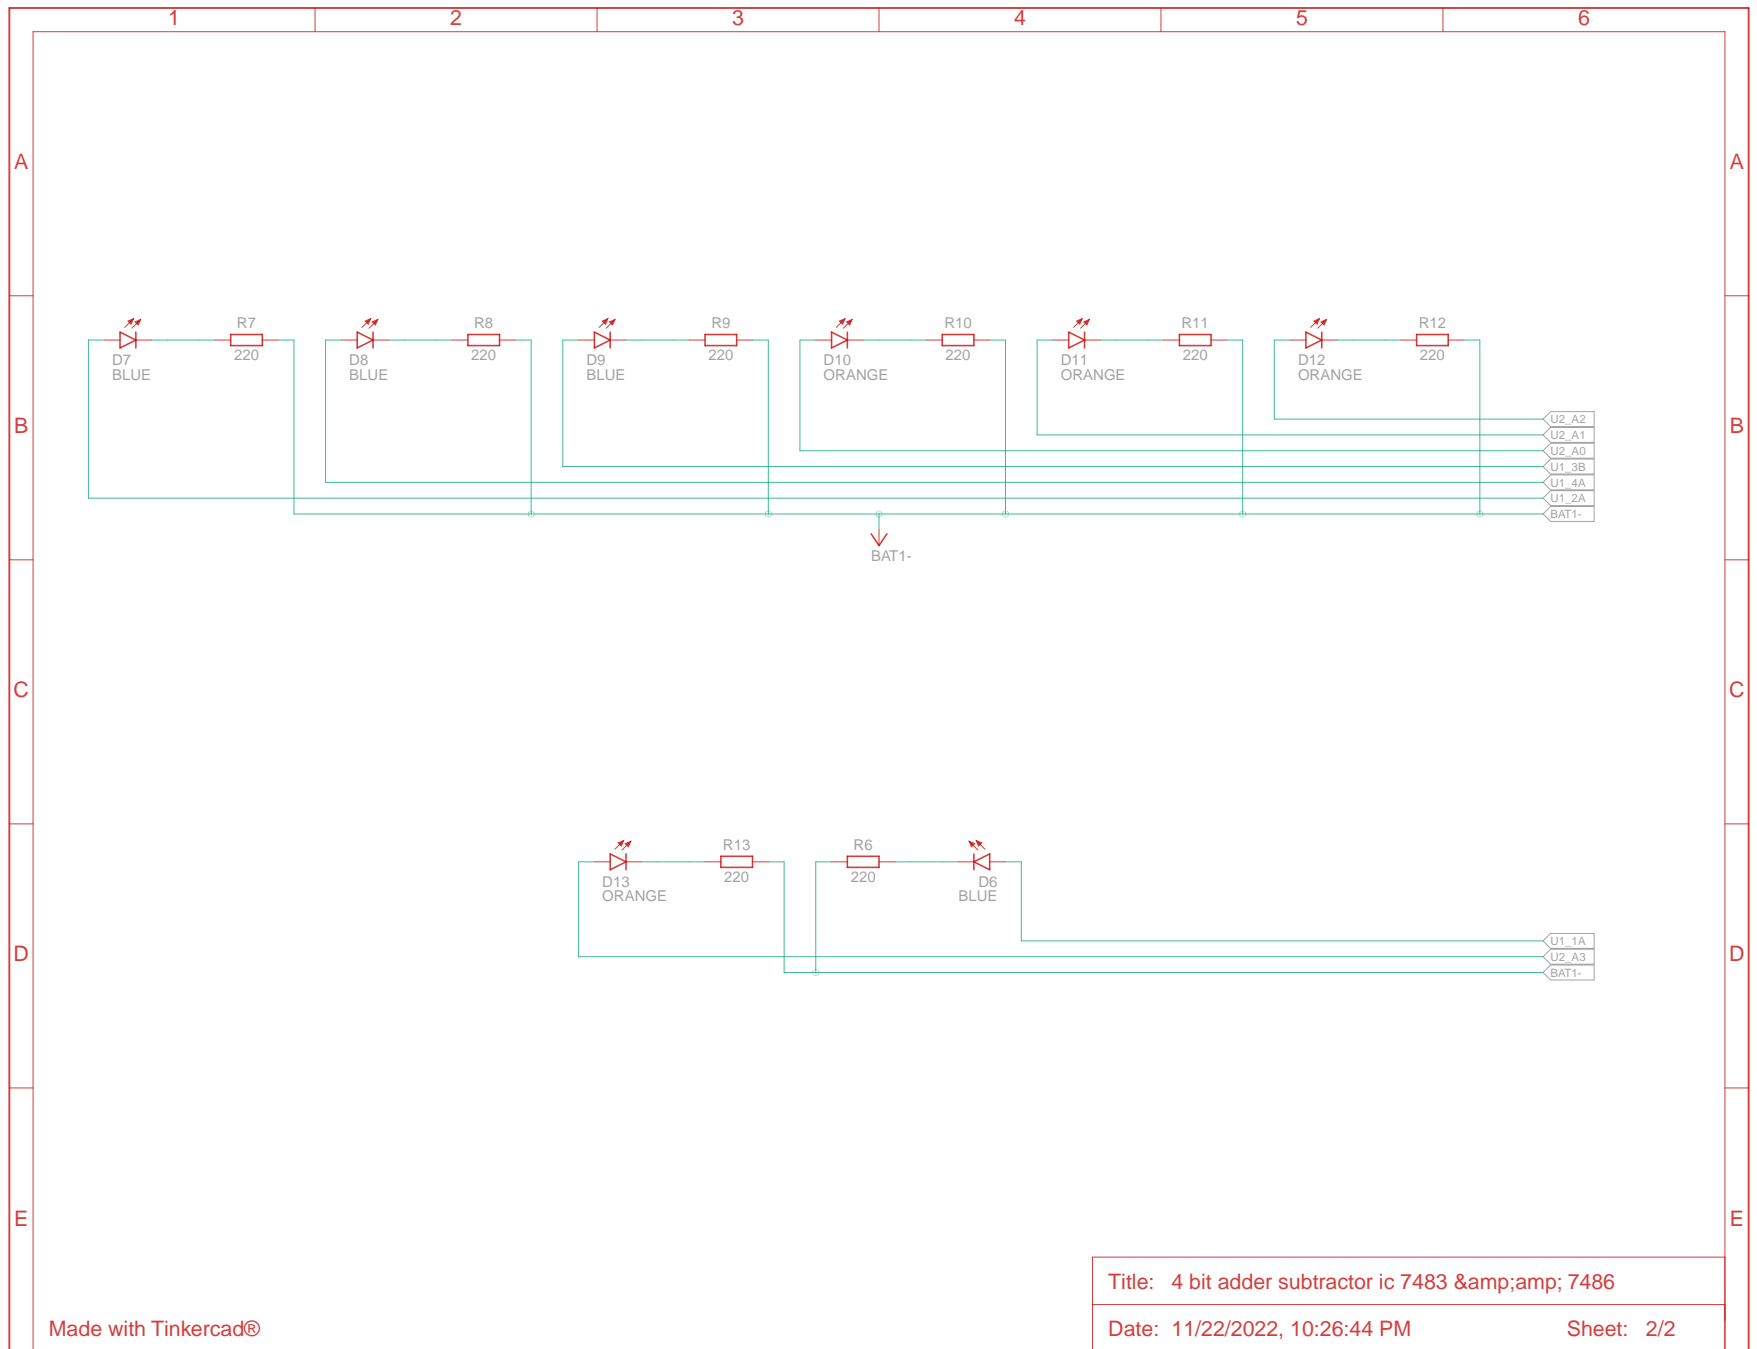 1 2 3 4 5 6
A A
R7 R8 R9 R10 R11 R12
220 220 220 220 220 220
D7 D8 D9 D10 D11 D12
BLUE BLUE BLUE ORANGE ORANGE ORANGE
U2_A2
B B
U2_A1
U2_A0
U1_3B
U1_4A
U1_2A
BAT1-
BAT1-
C C
R13 R6
220 220
D13 D6
ORANGE BLUE
U1_1A
D D
U2_A3
BAT1-
E E
Title: 4 bit adder subtractor ic 7483 &amp;amp; 7486
Made with Tinkercad®
Date: 11/22/2022, 10:26:44 PM Sheet: 2/2